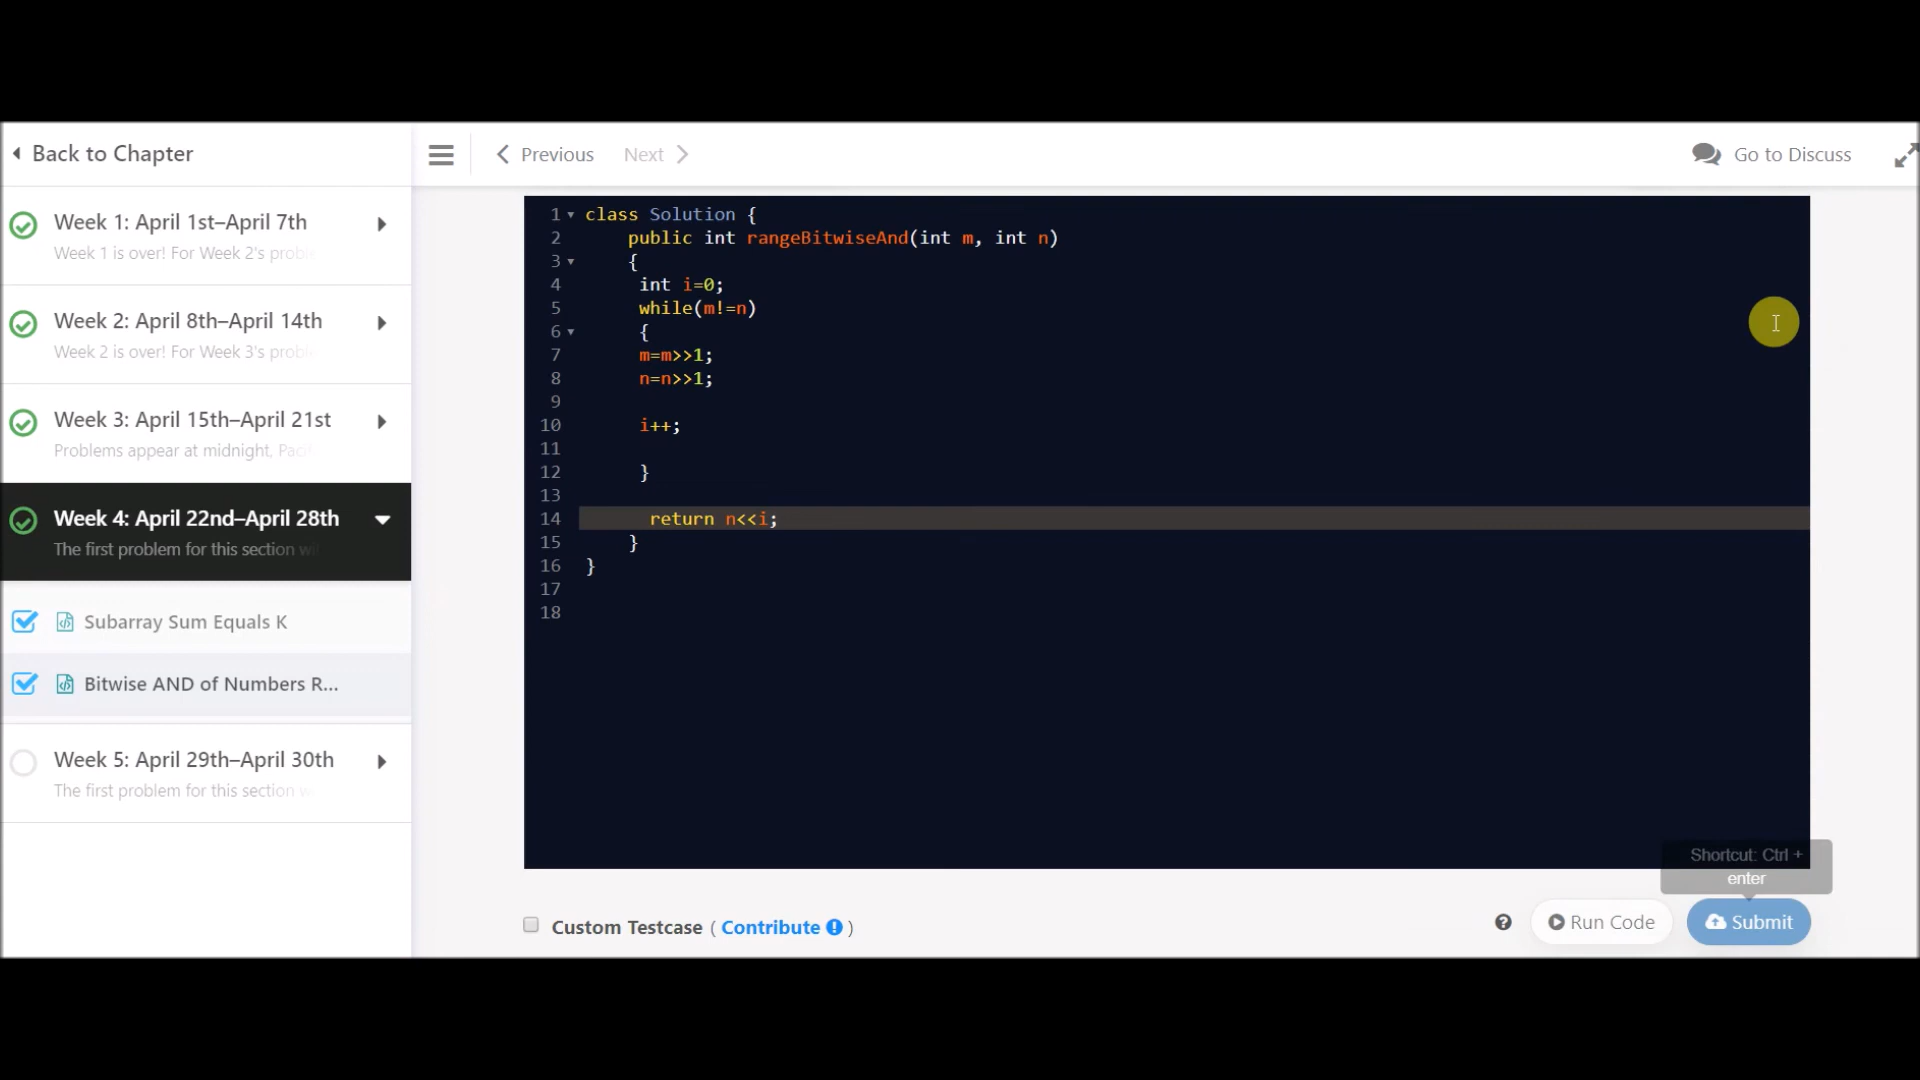 Back to Chapter
Previous
Next
Go to Discuss
Week 1: April 1st–April 7th
Week 1 is over! For Week 2's
Week 2: April 8th–April 14th
Week 2 is over! For Week 3's
Week 3: April 15th–April 21st
Problems appear at midnight,
Week 4: April 22nd–April 28th
The first problem for this section
Subarray Sum Equals K
Bitwise AND of Numbers R...
Week 5: April 29th–April 30th
The first problem for this section
1 class Solution {
2 public int rangeBitwiseAnd(int m, int n)
3 {
4 int i=0;
5 while(m!=n)
6 {
7 m=m>>1;
8 n=n>>1;
9
10 i++;
11
12 }
13
14 return n<<i;
15 }
16 }
17
18
Shortcut: Ctrl +
enter
Custom Testcase ( Contribute )
Run Code
Submit